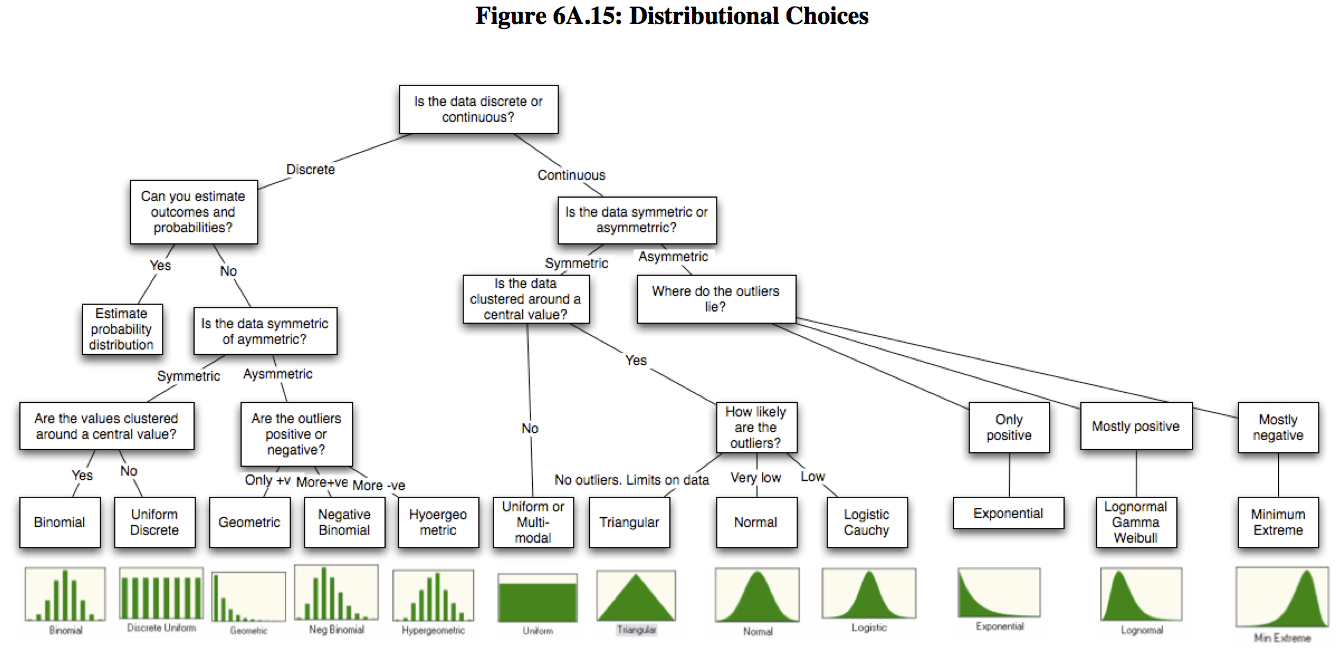 Figure 6A.15: Distributional Choices
Is the data discrete or
continuous?
Discrete
Continuous
Can you estimate
outcomes and
probabilities?
Is the data symmetric or
asymmetrric?
Yes
No
Symmetric
Asymmetric
Estimate
probability
distribution
Is the data symmetric
of aymmetric?
Is the data
clustered around a
central value?
Where do the outliers
lie?
Symmetric
Aysmmetric
Yes
No
Are the values clustered
around a central value?
Are the outliers
positive or
negative?
How likely
are the
outliers?
Only
positive
Mostly positive
Mostly
negative
Yes
No
Only +v
More+ve
More -ve
No outliers. Limits on data
Very low
Low
Binomial
Uniform
Discrete
Geometric
Negative
Binomial
Hyoergeo
metric
Uniform or
Multi-
modal
Triangular
Normal
Logistic
Cauchy
Exponential
Lognormal
Gamma
Weibull
Minimum
Extreme
Binomial
Discrete Uniform
Geometric
Neg Binomial
Hypergeometric
Uniform
Triangular
Normal
Logistic
Exponential
Lognormal
Min Extreme